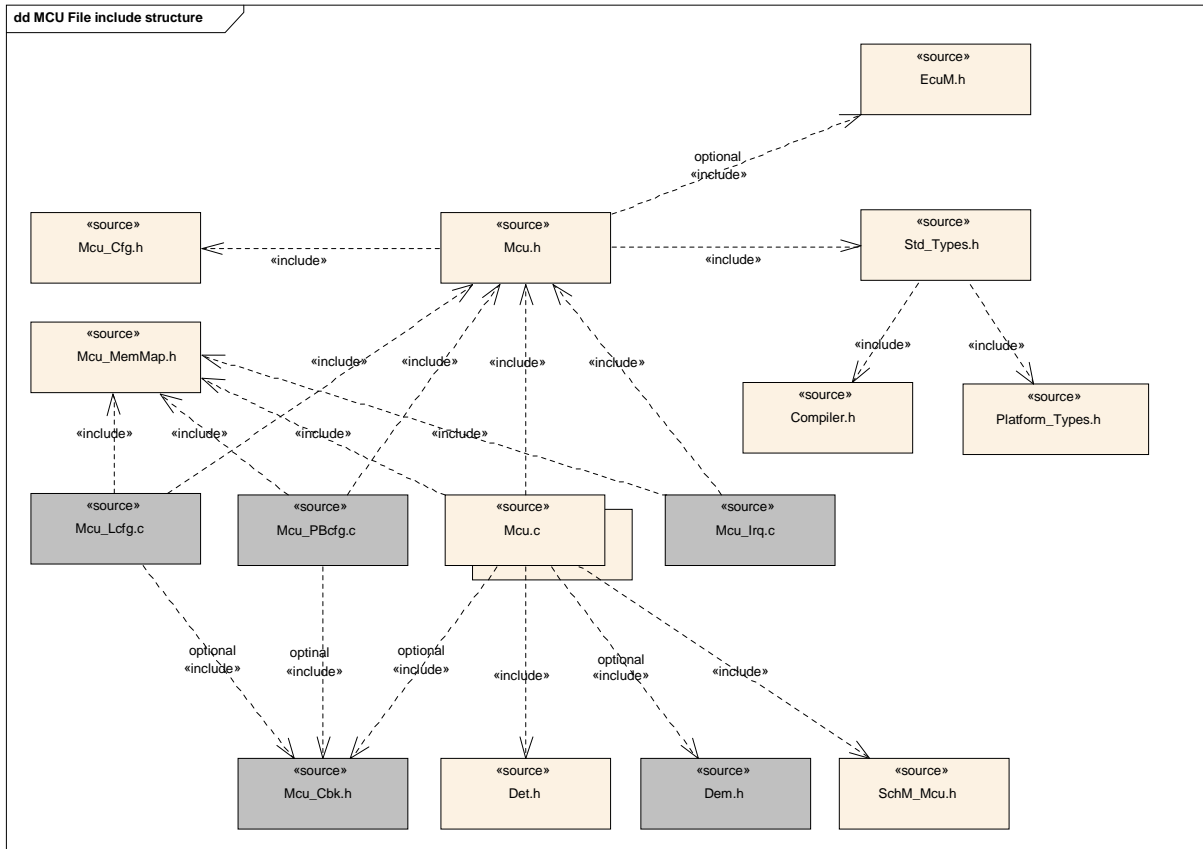 dd MCU File include structure
«source»
EcuM.h
optional
«include»
«source»
Mcu_Cfg.h
«source»
Mcu.h
«source»
Std_Types.h
«include»
«include»
«source»
Mcu_MemMap.h
«include»
«include»
«include»
«include»
«include»
«include»
«source»
Compiler.h
«source»
Platform_Types.h
«include»
«include»
«include»
«include»
«source»
Mcu_Lcfg.c
«source»
Mcu_PBcfg.c
«source»
Mcu.c
«source»
Mcu_Irq.c
optional
«include»
optinal
«include»
optional
«include»
«include»
optional
«include»
«include»
«source»
Mcu_Cbk.h
«source»
Det.h
«source»
Dem.h
«source»
SchM_Mcu.h